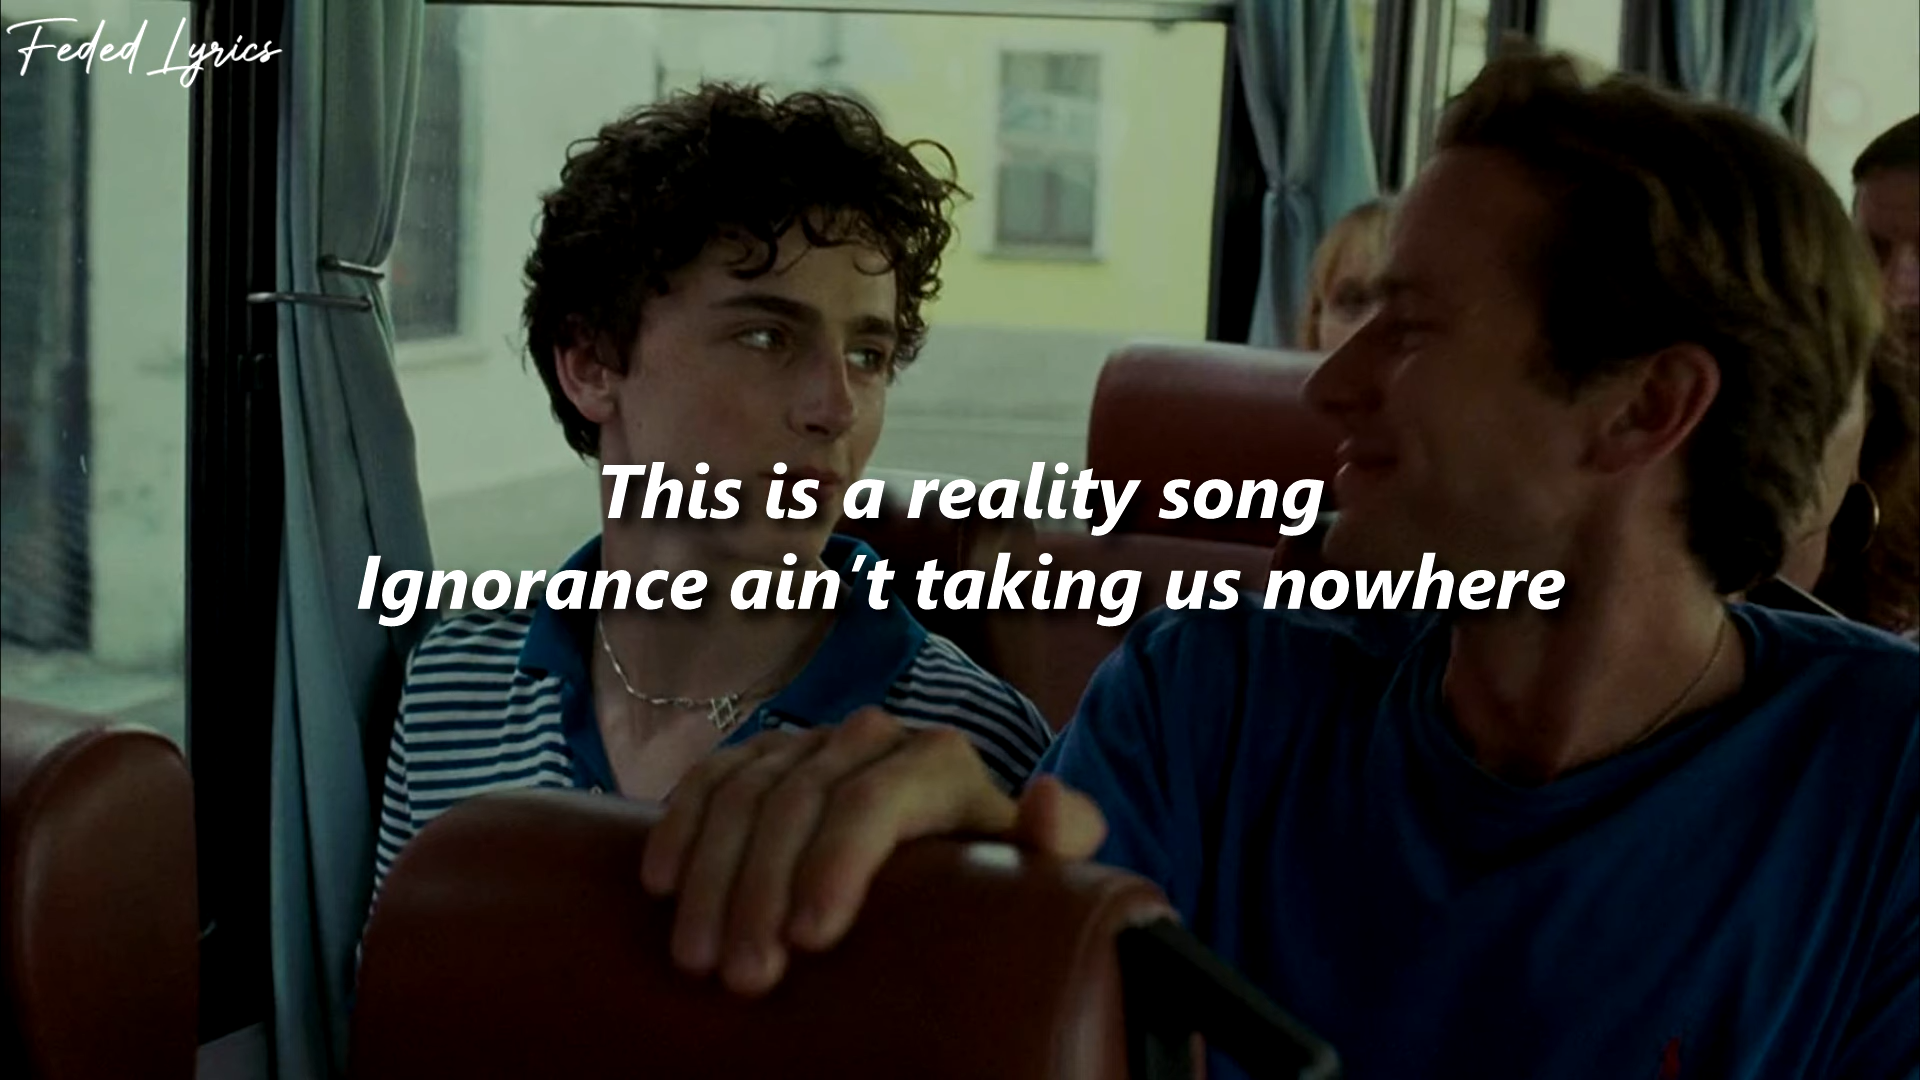 Feded Lyrics
This is a reality song
Ignorance ain't taking us nowhere